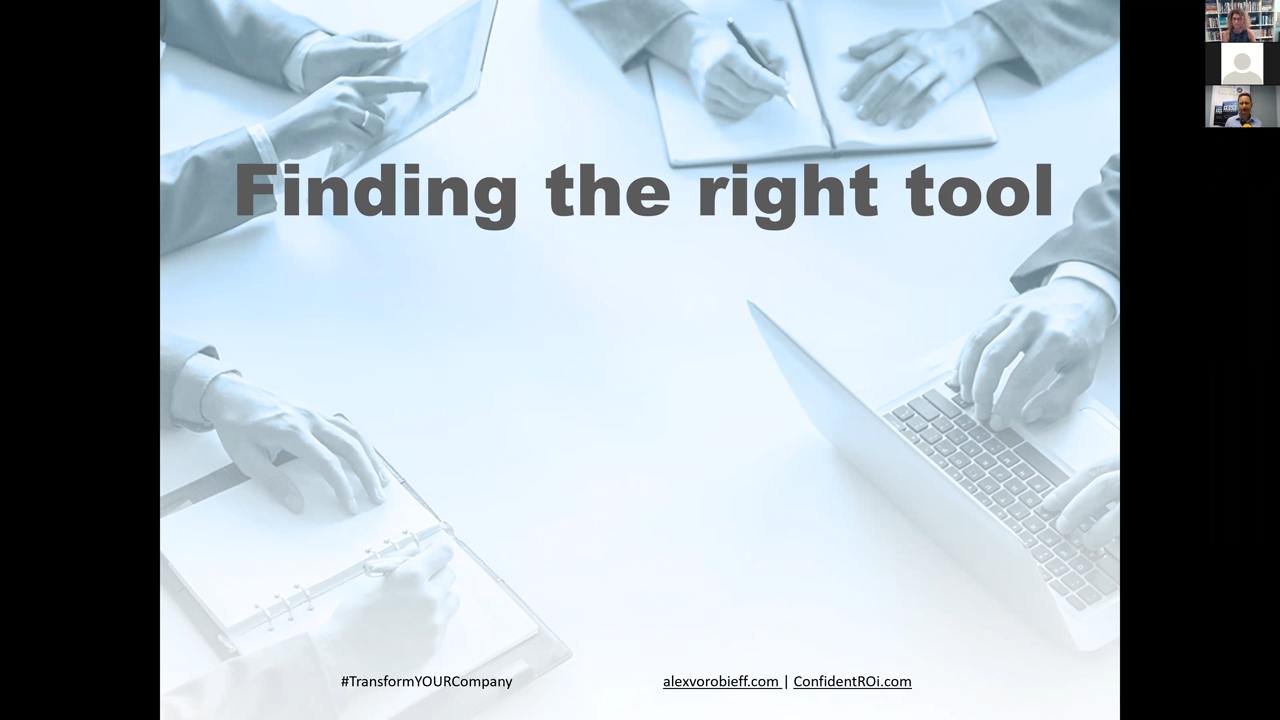 Finding the right tool
#TransformYOURCompany
alexvorobieff.com | ConfidentROi.com